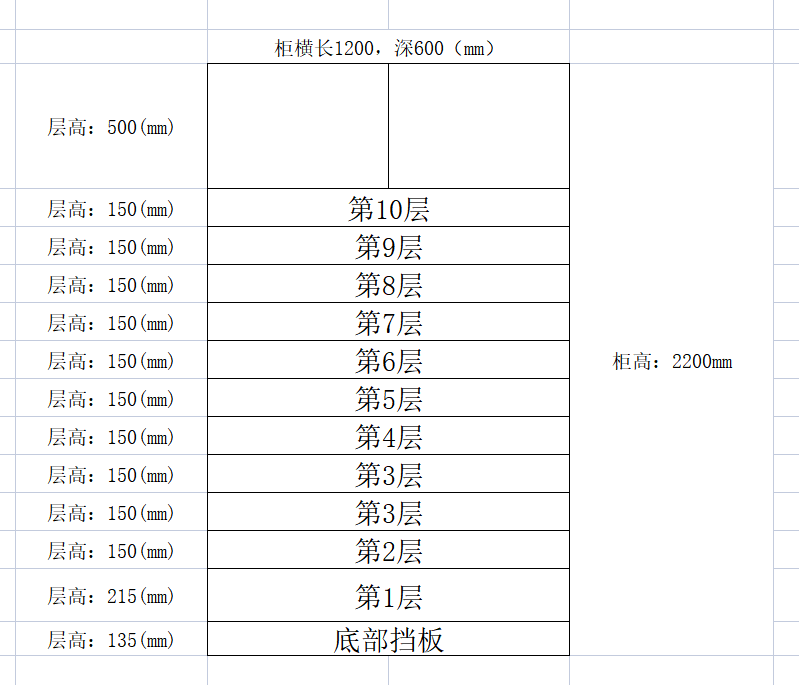 柜横长1200，深600（mm）
层高：500(mm)
层高：150(mm) 第10层
层高：150(mm) 第9层
层高：150(mm) 第8层
层高：150(mm) 第7层
层高：150(mm) 第6层 柜高：2200mm
层高：150(mm) 第5层
层高：150(mm) 第4层
层高：150(mm) 第3层
层高：150(mm) 第3层
层高：150(mm) 第2层
层高：215(mm) 第1层
层高：135(mm) 底部挡板